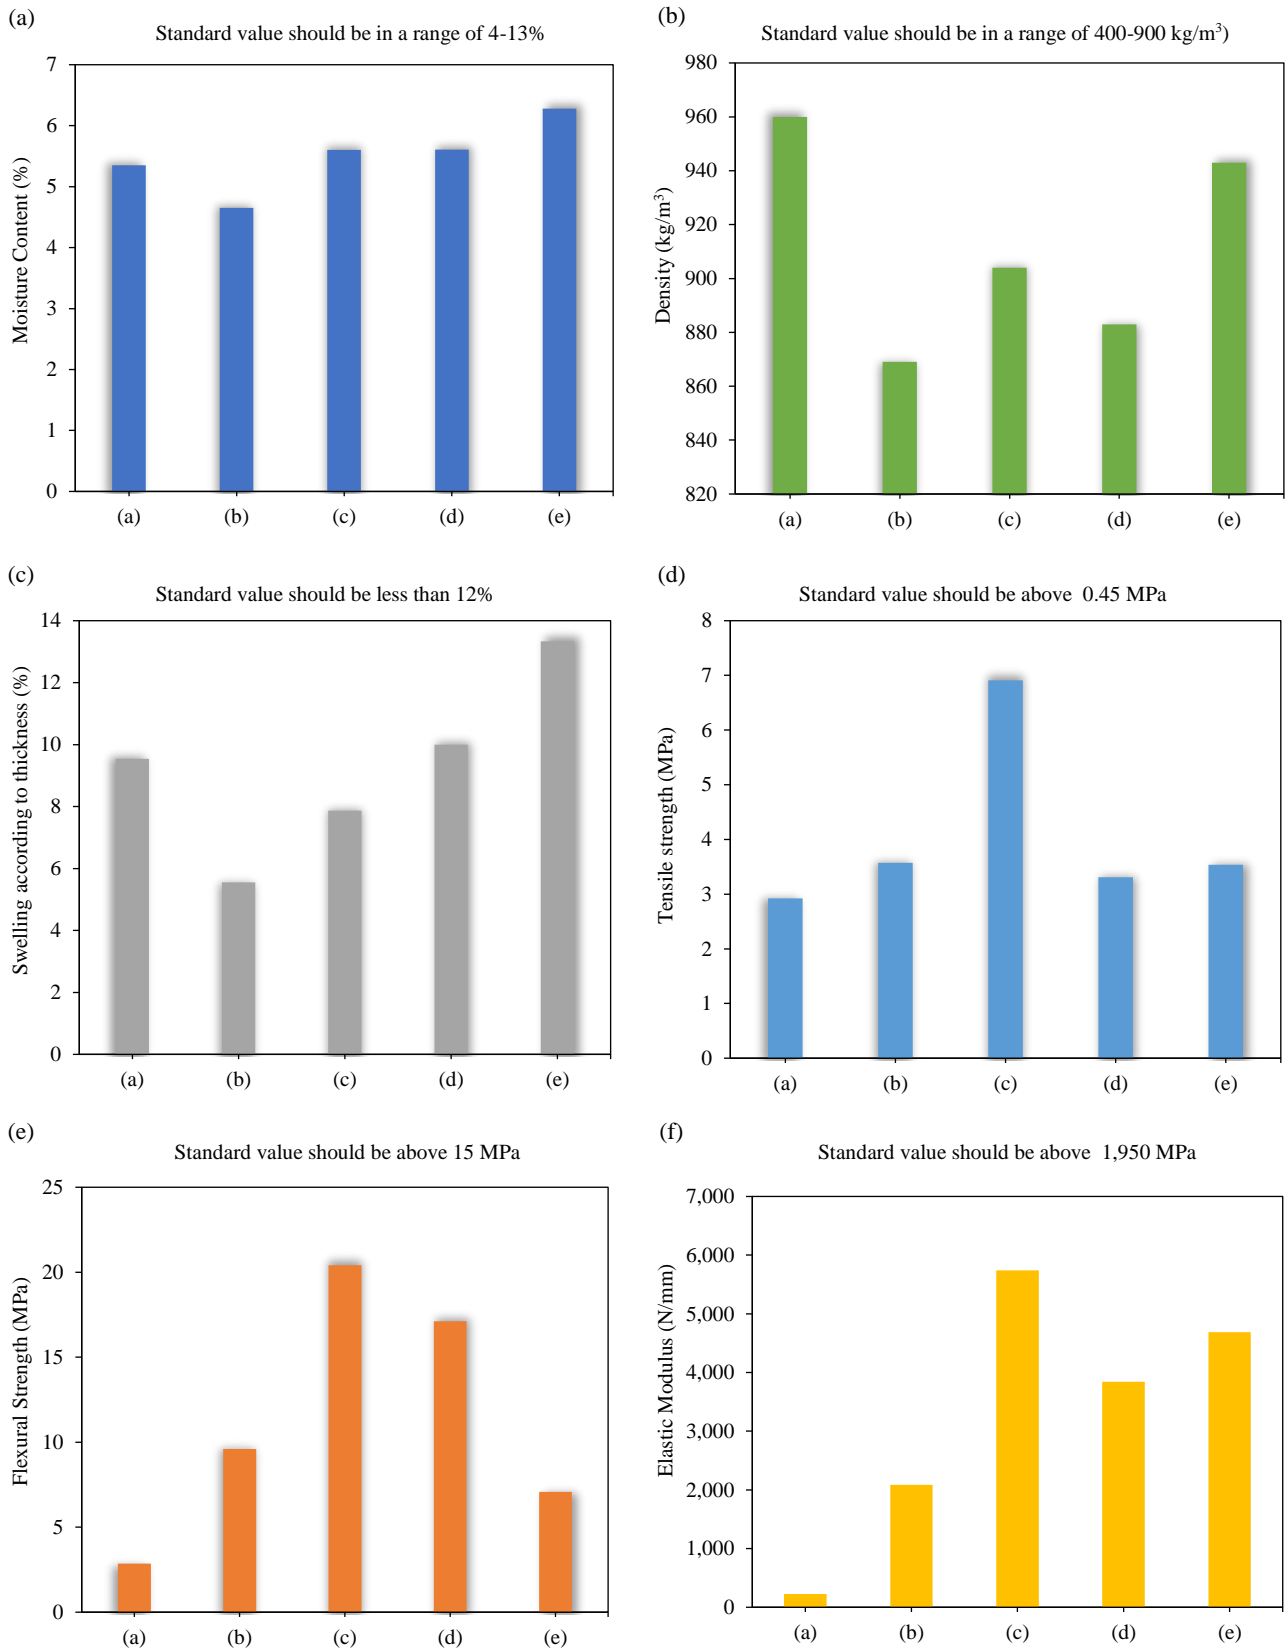 (a)
Standard value should be in a range of 4-13%
7
6
5
4
3
2
1
0
Moisture Content (%)
(a) (b) (c) (d) (e)
(b)
Standard value should be in a range of 400-900 kg/m³)
980
960
940
920
900
880
860
840
820
Density (kg/m³)
(a) (b) (c) (d) (e)
(c)
Standard value should be less than 12%
14
12
10
8
6
4
2
0
Swelling according to thickness (%)
(a) (b) (c) (d) (e)
(d)
Standard value should be above 0.45 MPa
8
7
6
5
4
3
2
1
0
Tensile strength (MPa)
(a) (b) (c) (d) (e)
(e)
Standard value should be above 15 MPa
25
20
15
10
5
0
Flexural Strength (MPa)
(a) (b) (c) (d) (e)
(f)
Standard value should be above 1,950 MPa
7,000
6,000
5,000
4,000
3,000
2,000
1,000
0
Elastic Modulus (N/mm)
(a) (b) (c) (d) (e)